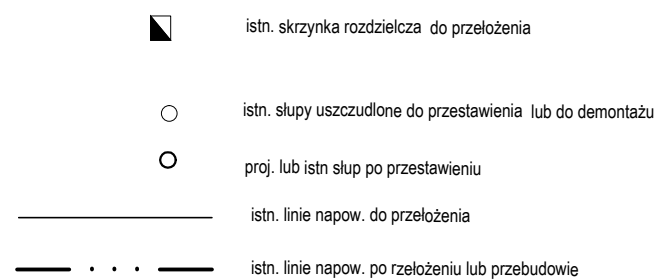 istn. skrzynka rozdzielcza do przełożenia
istn. słupy uszczudlone do przestawienia lub do demontażu
proj. lub istn słup po przestawieniu
istn. linie napow. do przełożenia
istn. linie napow. po rzełożeniu lub przebudowie